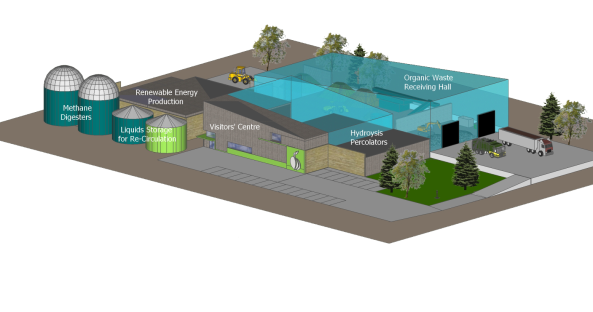 Organic Waste
Receiving Hall
Renewable Energy
Production
Methane
Digesters
Liquids Storage
for Re-Circulation
Visitors' Centre
Hydroysis
Percolators